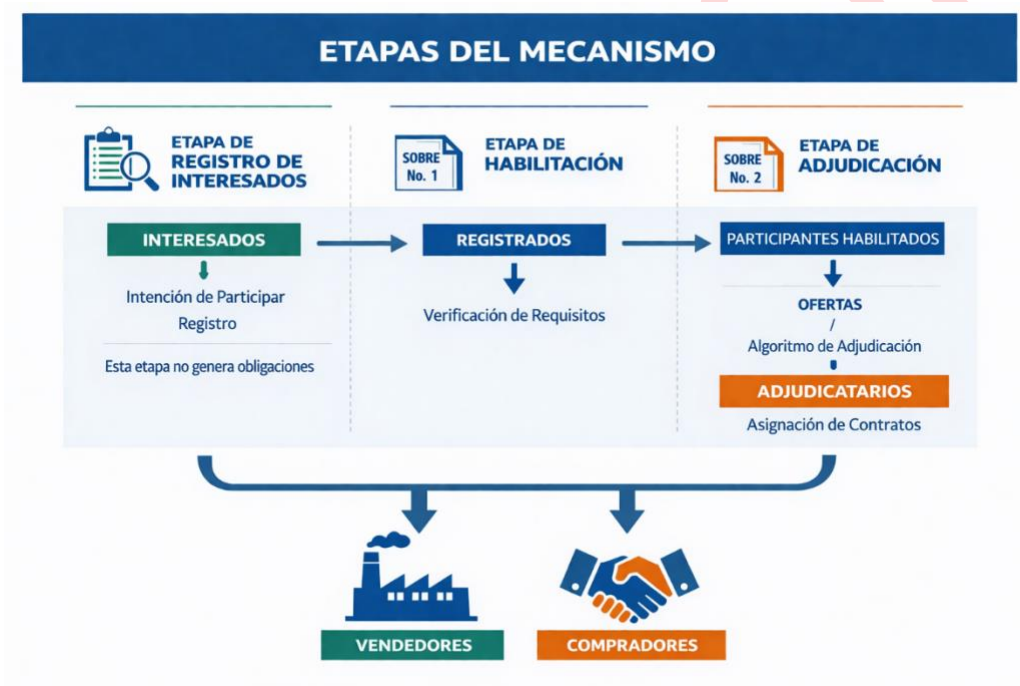 ETAPAS DEL MECANISMO
ETAPA DE
REGISTRO DE
INTERESADOS
SOBRE
No. 1
ETAPA DE
HABILITACIÓN
SOBRE
No. 2
ETAPA DE
ADJUDICACIÓN
INTERESADOS
Intención de Participar
Registro
Esta etapa no genera obligaciones
REGISTRADOS
Verificación de Requisitos
PARTICIPANTES HABILITADOS
OFERTAS
/
Algoritmo de Adjudicación
ADJUDICATARIOS
Asignación de Contratos
VENDEDORES
COMPRADORES